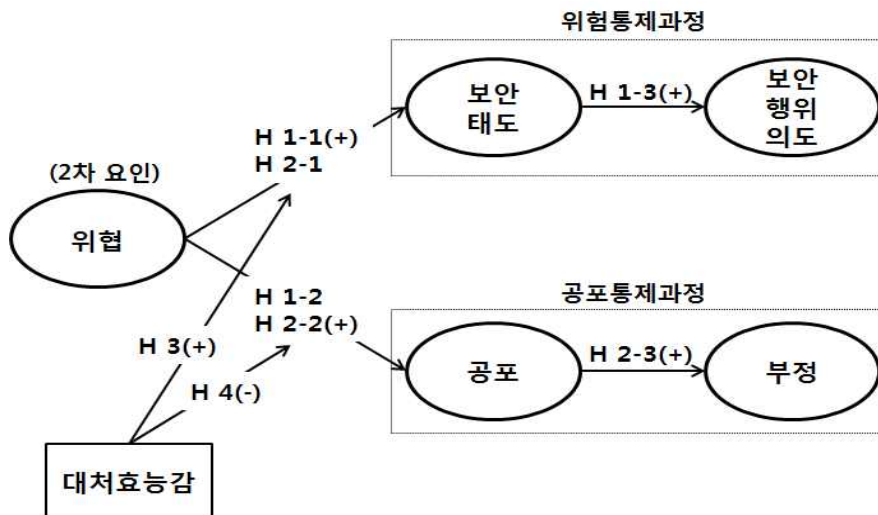 위험통제과정
보안
태도
H 1-3(+)
보안
행위
의도
H 1-1(+)
H 2-1
(2차 요인)
위협
H 1-2
H 2-2(+)
공포통제과정
H 3(+)
공포
H 2-3(+)
부정
H 4(-)
대처효능감